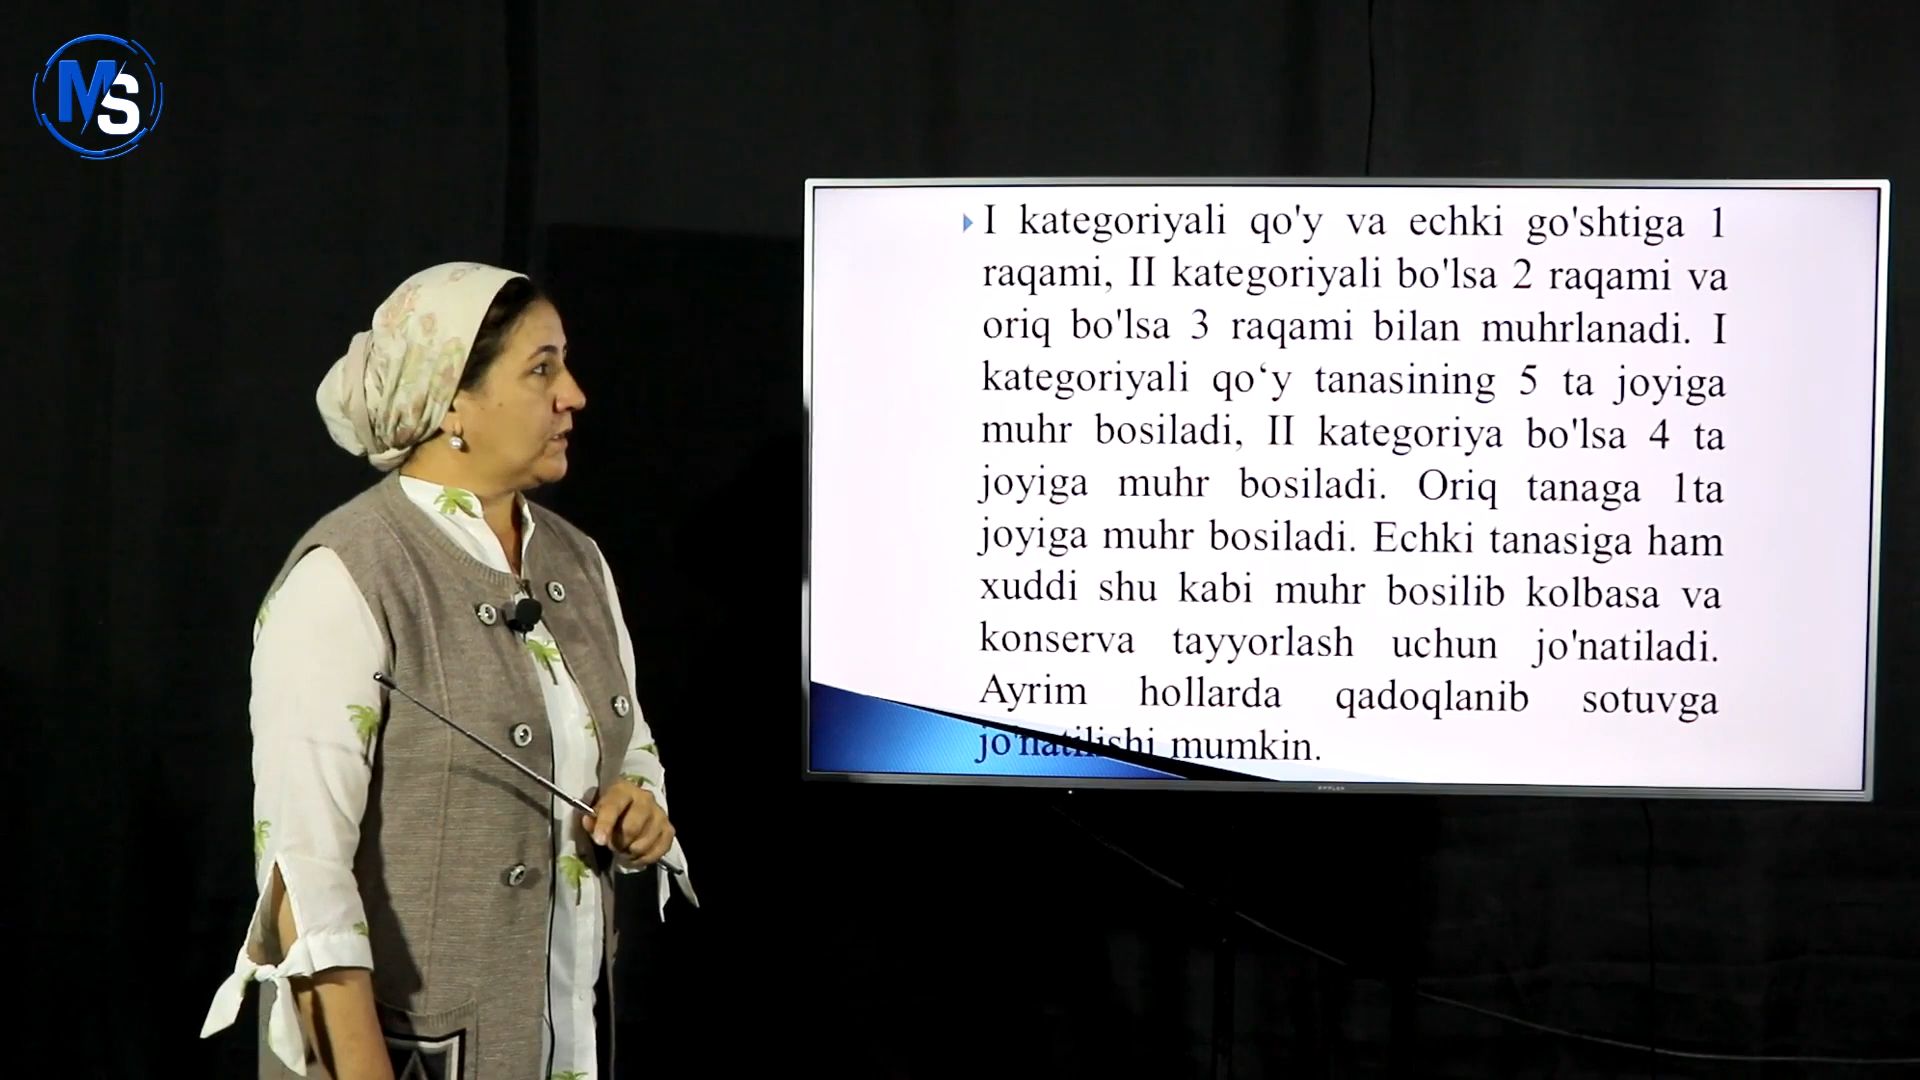 MS
I kategoriyali qo'y va echki go'shtiga 1
raqami, II kategoriyali bo'lsa 2 raqami va
oriq bo'lsa 3 raqami bilan muhrlanadi. I
kategoriyali qo‘y tanasining 5 ta joyiga
muhr bosiladi, II kategoriya bo'lsa 4 ta
joyiga muhr bosiladi. Oriq tanaga 1ta
joyiga muhr bosiladi. Echki tanasiga ham
xuddi shu kabi muhr bosilib kolbasa va
konserva tayyorlash uchun jo'natiladi.
Ayrim hollarda qadoqlanib sotuvga
jo'natilishi mumkin.